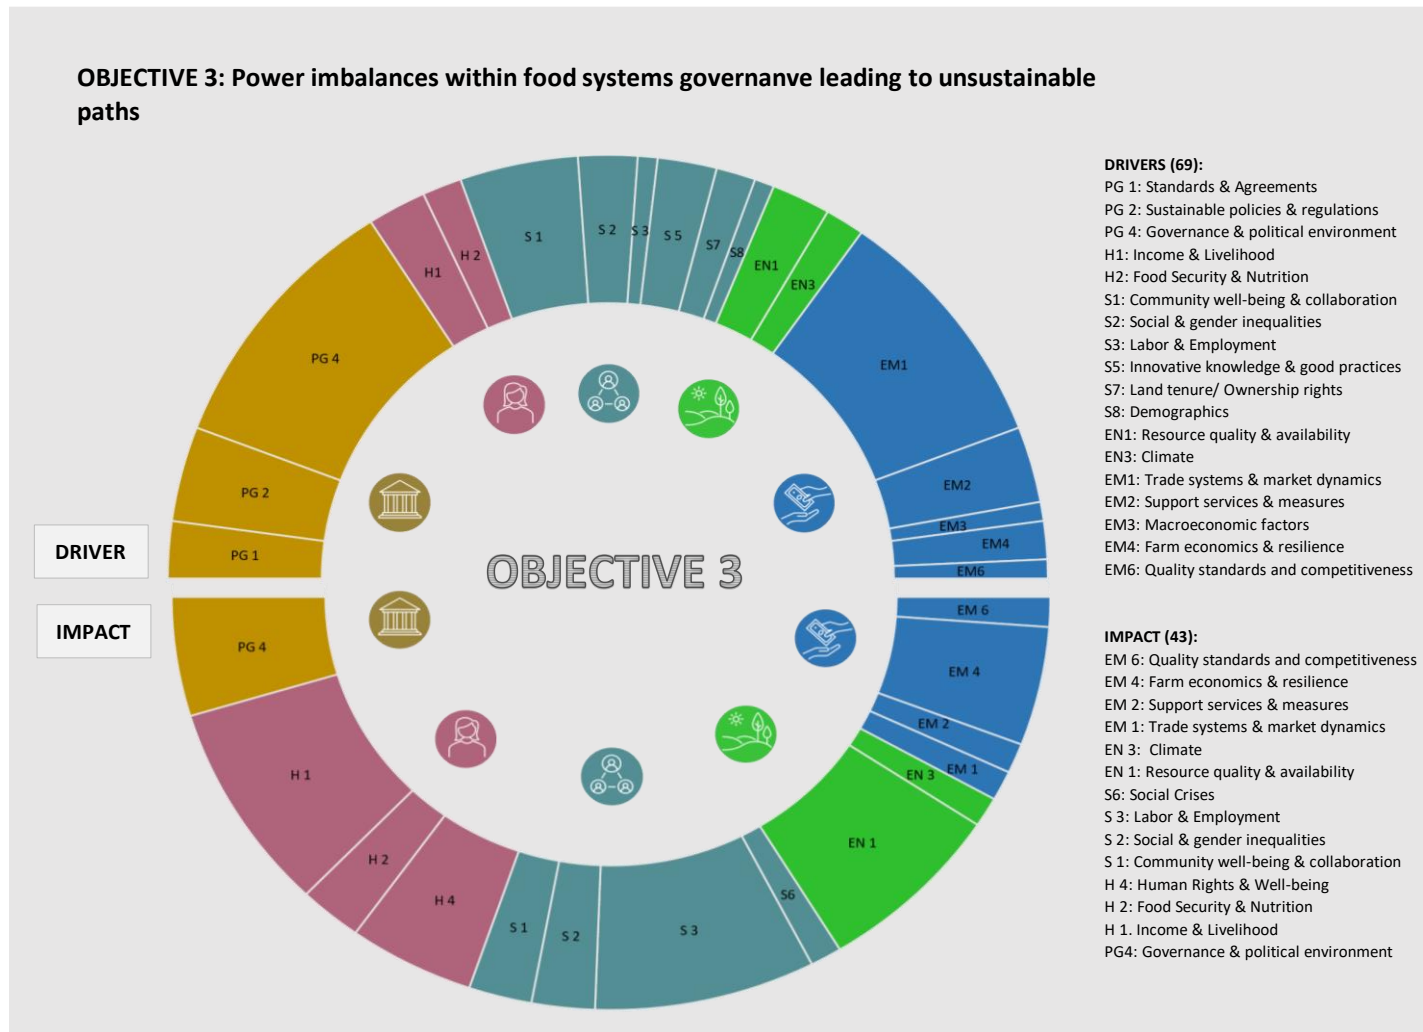 OBJECTIVE 3: Power imbalances within food systems governanve leading to unsustainable
paths
PG 1
PG 2
PG 4
H1
H 2
S 1
S 2
S 3
S 5
S7
S8
EN1
EN3
EM1
EM2
EM3
EM4
EM6
DRIVER
OBJECTIVE 3
IMPACT
EM 6
EM 4
EM 2
EM 1
EN 3
EN 1
S6
S 3
S 2
S 1
H 4
H 2
H 1
PG 4
DRIVERS (69):
PG 1: Standards & Agreements
PG 2: Sustainable policies & regulations
PG 4: Governance & political environment
H1: Income & Livelihood
H2: Food Security & Nutrition
S1: Community well-being & collaboration
S2: Social & gender inequalities
S3: Labor & Employment
S5: Innovative knowledge & good practices
S7: Land tenure/ Ownership rights
S8: Demographics
EN1: Resource quality & availability
EN3: Climate
EM1: Trade systems & market dynamics
EM2: Support services & measures
EM3: Macroeconomic factors
EM4: Farm economics & resilience
EM6: Quality standards and competitiveness
IMPACT (43):
EM 6: Quality standards and competitiveness
EM 4: Farm economics & resilience
EM 2: Support services & measures
EM 1: Trade systems & market dynamics
EN 3: Climate
EN 1: Resource quality & availability
S6: Social Crises
S 3: Labor & Employment
S 2: Social & gender inequalities
S 1: Community well-being & collaboration
H 4: Human Rights & Well-being
H 2: Food Security & Nutrition
H 1. Income & Livelihood
PG4: Governance & political environment